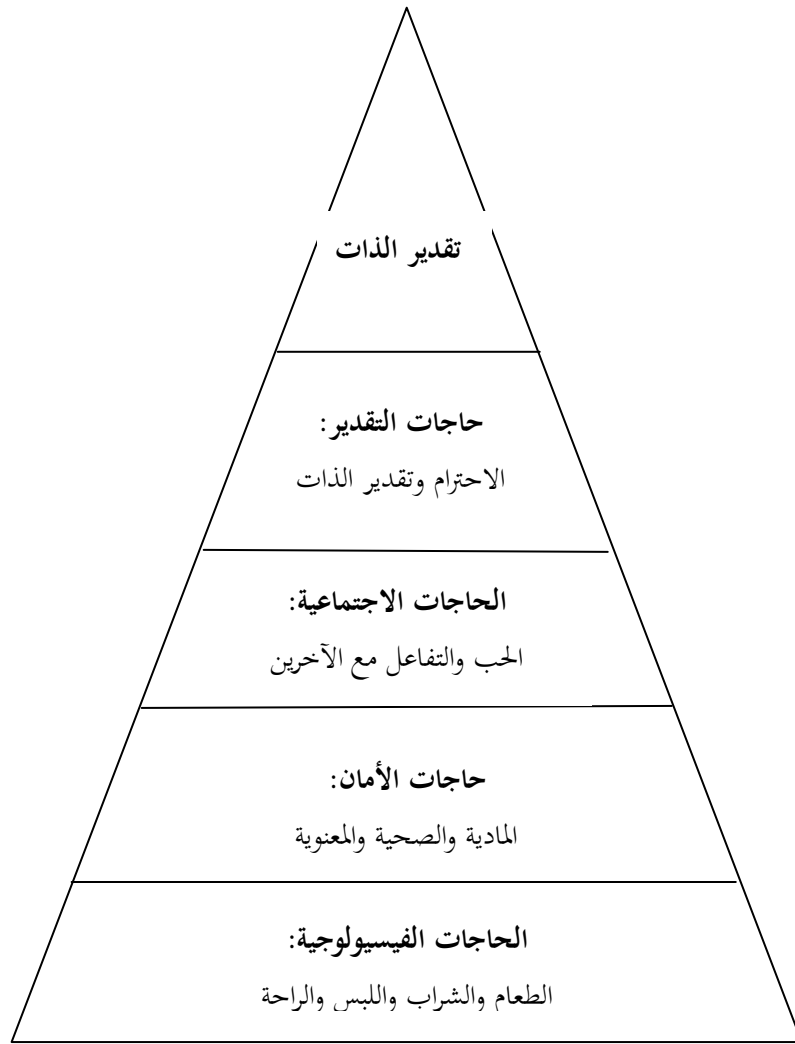 تقدير الذات
حاجات التقدير:
الاحترام وتقدير الذات
الحاجات الاجتماعية:
الحب والتفاعل مع الآخرين
حاجات الأمان:
المادية والصحية والمعنوية
الحاجات الفيسيولوجية:
الطعام والشراب واللبس والراحة